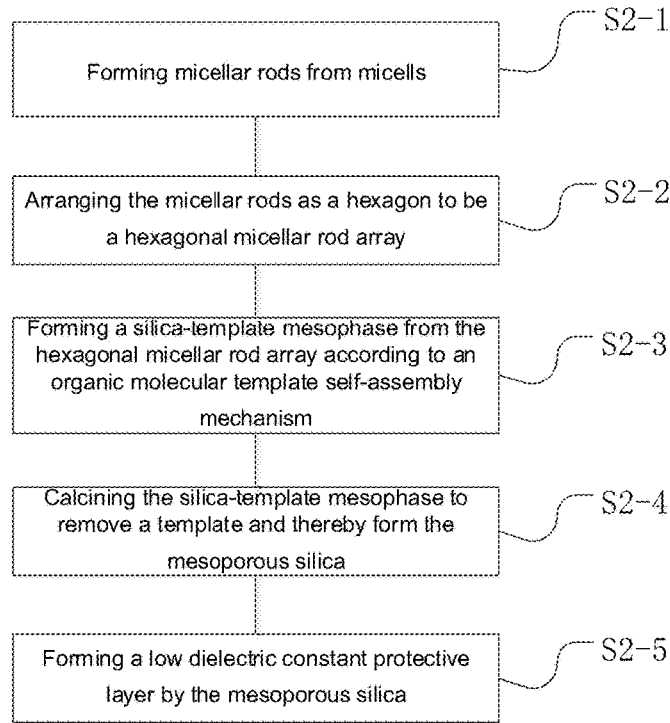 S2-1
Forming micellar rods from micells
S2-2
Arranging the micellar rods as a hexagon to be
a hexagonal micellar rod array
S2-3
Forming a silica-template mesophase from the
hexagonal micellar rod array according to an
organic molecular template self-assembly
mechanism
S2-4
Calcining the silica-template mesophase to
remove a template and thereby form the
mesoporous silica
S2-5
Forming a low dielectric constant protective
layer by the mesoporous silica